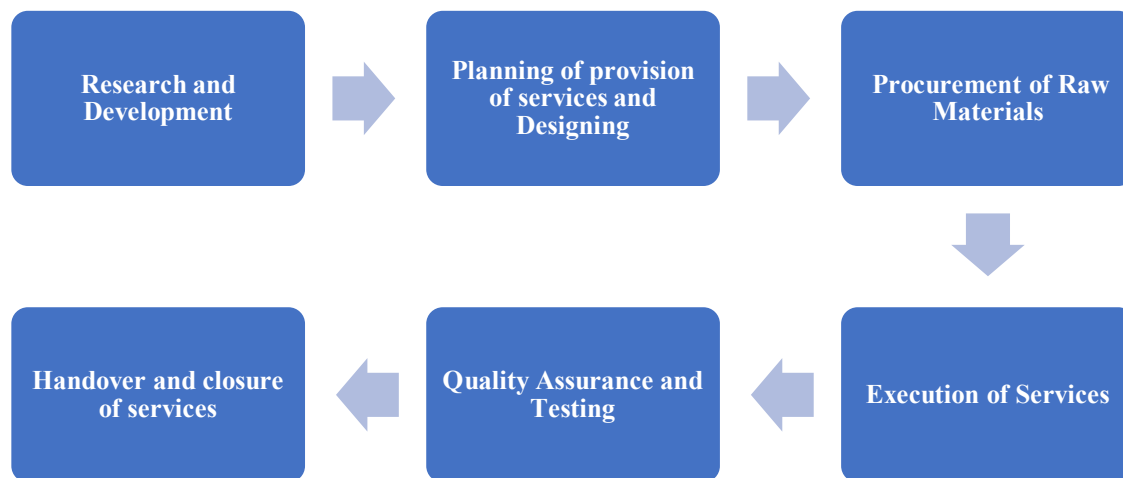 Research and
Development
Planning of provision
of services and
Designing
Procurement of Raw
Materials
Execution of Services
Quality Assurance and
Testing
Handover and closure
of services